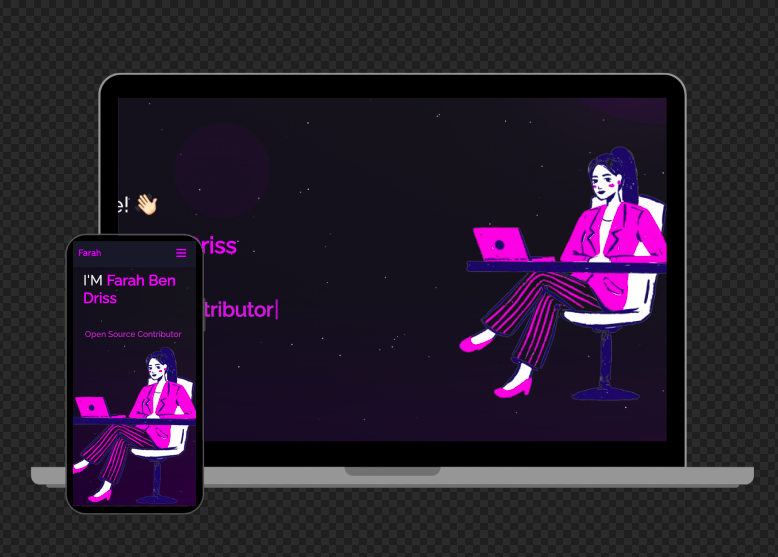 e! 👋🏻
riss
tributor|
Farah
I'M Farah Ben
Driss
Open Source Contributor